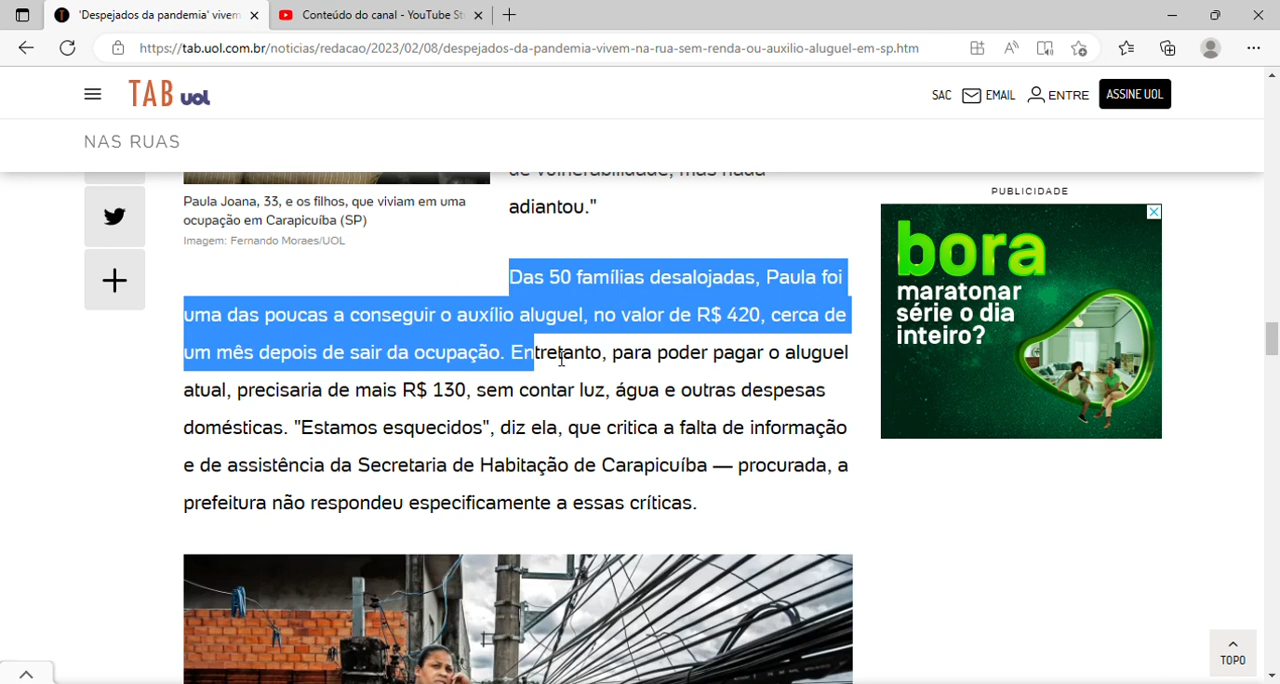 'Despejados da pandemia' vivem
Conteúdo do canal - YouTube St
https://tab.uol.com.br/noticias/redacao/2023/02/08/despejados-da-pandemia-vivem-na-rua-sem-renda-ou-auxilio-aluguel-em-sp.htm
TAB uol
SAC EMAIL ENTRE ASSINE UOL
NAS RUAS
de vulnerabilidade, mas nada
adiantou."
Paula Joana, 33, e os filhos, que viviam em uma
ocupação em Carapicuíba (SP)
Imagem: Fernando Moraes/UOL
Das 50 famílias desalojadas, Paula foi
uma das poucas a conseguir o auxílio aluguel, no valor de R$ 420, cerca de
um mês depois de sair da ocupação. Entretanto, para poder pagar o aluguel
atual, precisaria de mais R$ 130, sem contar luz, água e outras despesas
domésticas. "Estamos esquecidos", diz ela, que critica a falta de informação
e de assistência da Secretaria de Habitação de Carapicuíba — procurada, a
prefeitura não respondeu especificamente a essas críticas.
PUBLICIDADE
bora
maratonar
série o dia
inteiro?
TOPO